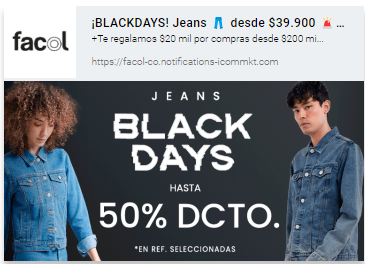 facol
¡BLACKDAYS! Jeans 👖 desde $39.900 🚨 ...
+Te regalamos $20 mil por compras desde $200 mi...
https://facol-co.notifications-icommkt.com
JEANS
BLACK
DAYS
HASTA
50% DCTO.
*EN REF. SELECCIONADAS